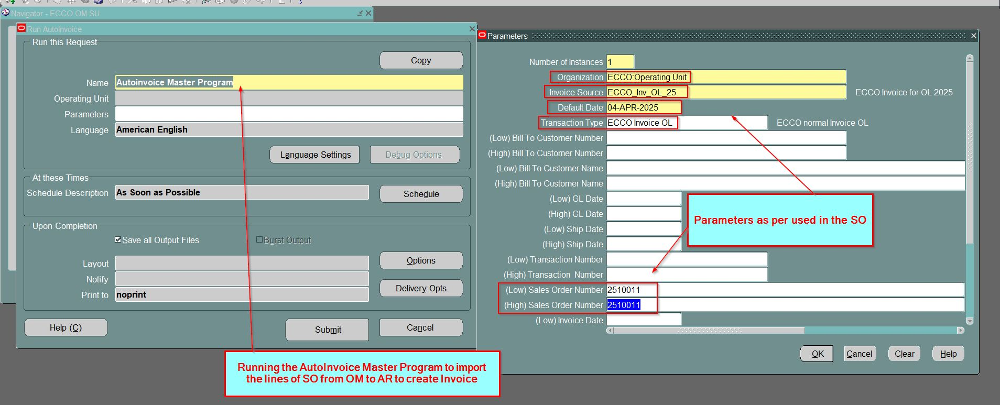 Navigator - ECCO OM SU
Run AutoInvoice
Run this Request
Copy
Name Autoinvoice Master Program
Operating Unit
Parameters
Language American English
Language Settings Debug Options
At these Times
Schedule Description As Soon as Possible Schedule
Upon Completion
Save all Output Files Burst Output
Layout Options
Notify
Print to noprint Delivery Opts
Help (C) Submit Cancel
Running the AutoInvoice Master Program to import
the lines of SO from OM to AR to create Invoice
Parameters
Number of Instances 1
Organization ECCO:Operating Unit
Invoice Source ECCO_Inv_OL_25 ECCO Invoice for OL 2025
Default Date 04-APR-2025
Transaction Type ECCO Invoice OL ECCO normal Invoice OL
(Low) Bill To Customer Number
(High) Bill To Customer Number
(Low) Bill To Customer Name
(High) Bill To Customer Name
(Low) GL Date
(High) GL Date
Parameters as per used in the SO
(Low) Ship Date
(High) Ship Date
(Low) Transaction Number
(High) Transaction Number
(Low) Sales Order Number 2510011
(High) Sales Order Number 2510011
(Low) Invoice Date
OK Cancel Clear Help